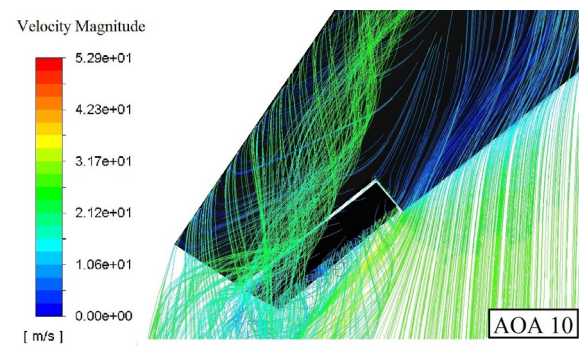 Velocity Magnitude
5.29e+01
4.23e+01
3.17e+01
2.12e+01
1.06e+01
0.00e+00
[ m/s ]
AOA 10